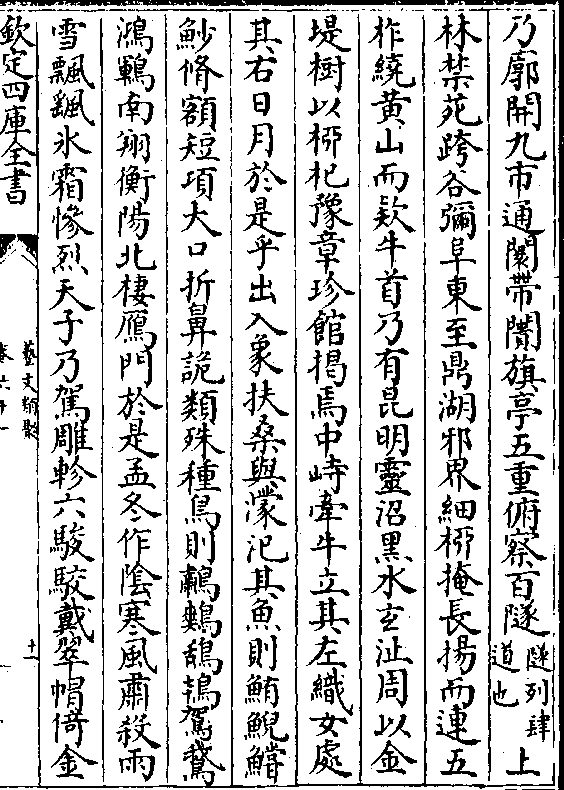 乃廓開九市通闤帶闠旗亭五重俯察百隧隧列肆道也上
林禁苑跨谷彌阜東至鼎湖邪界細柳掩長揚而連五
柞繞黃山而欵牛首乃有昆明靈沼黑水玄沚周以金
堤樹以柳杞豫章珍館揭焉中峙牽牛立其左織女處
其右日月於是乎出入象扶桑與濛汜其魚則鮪鯢鱨
魦脩額短項大口折鼻詭類殊種鳥則鷫鷞鴰鴇鴐鵞
鴻鶤南翔衡陽北棲鴈門於是孟冬作陰寒風肅殺雨
雪飄飄氷霜慘烈天子乃駕雕軫六駿駮戴翠帽倚金
欽定四庫全書
藝文類聚
卷六十一
十一